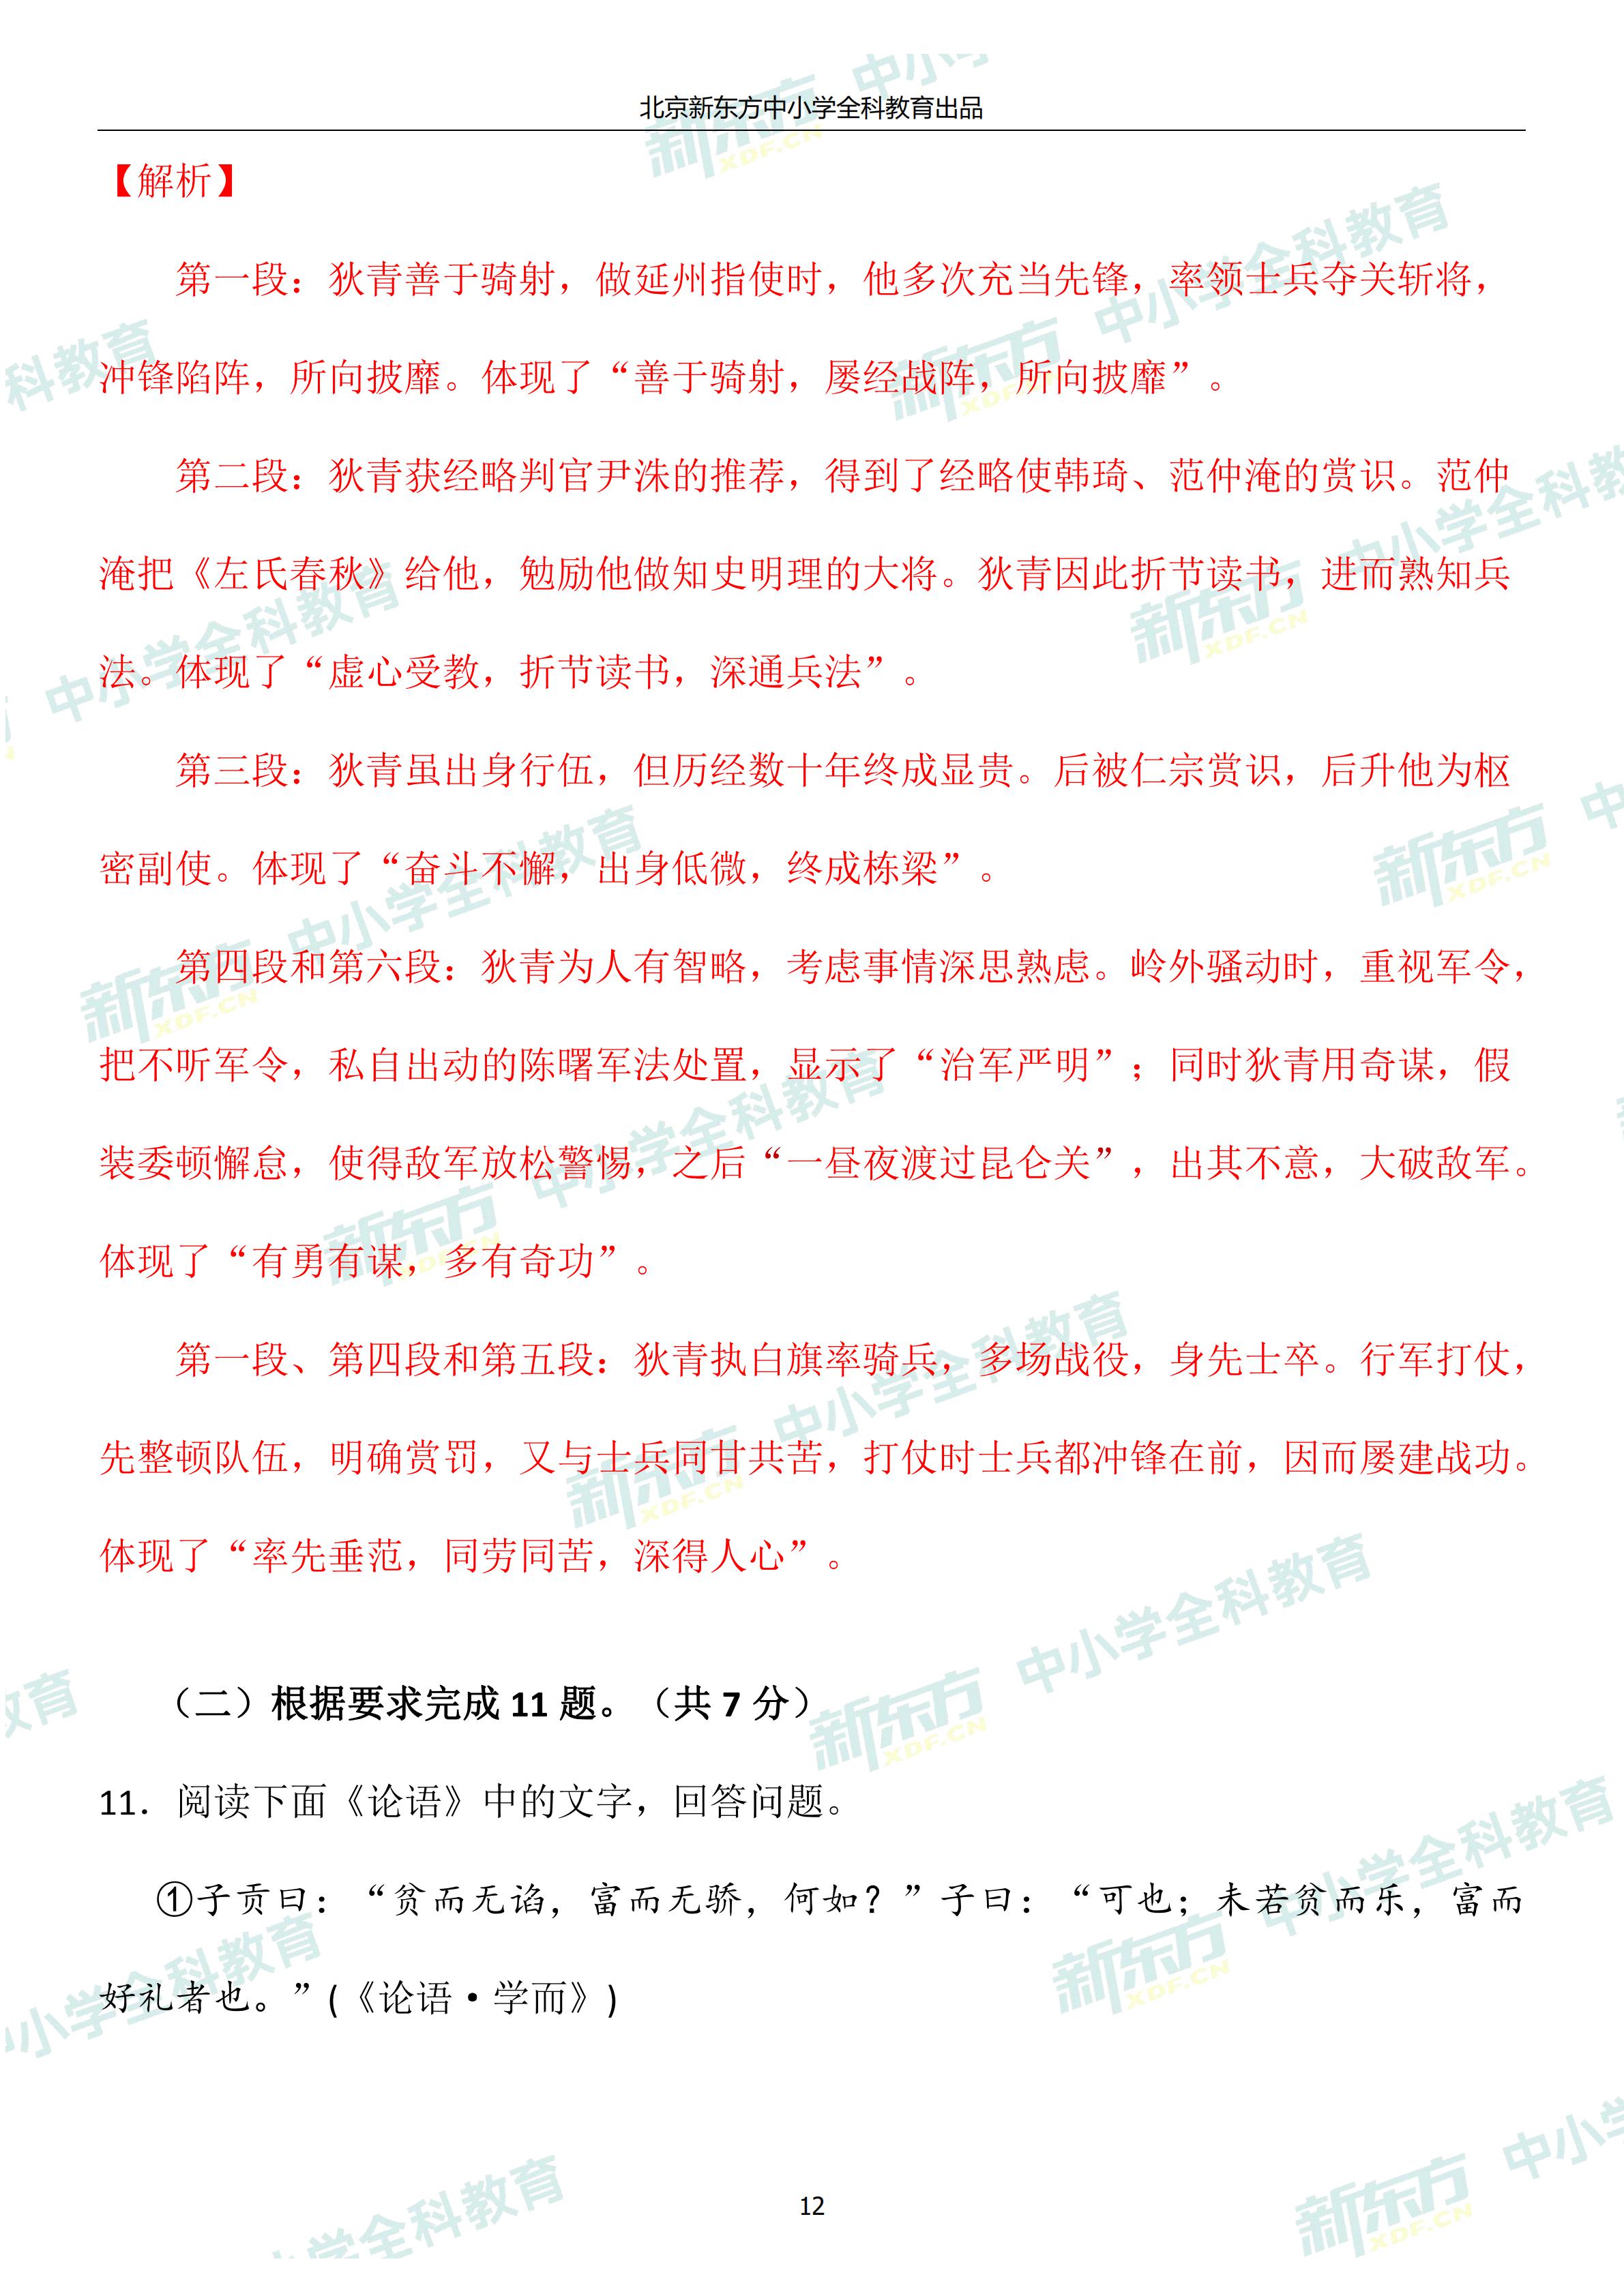 北京新东方中小学全科教育出品
【解析】
第一段：狄青善于骑射，做延州指使时，他多次充当先锋，率领士兵夺关斩将，
冲锋陷阵，所向披靡。体现了“善于骑射，屡经战阵，所向披靡”。
第二段：狄青获经略判官尹洙的推荐，得到了经略使韩琦、范仲淹的赏识。范仲
淹把《左氏春秋》给他，勉励他做知史明理的大将。狄青因此折节读书，进而熟知兵
法。体现了“虚心受教，折节读书，深通兵法”。
第三段：狄青虽出身行伍，但历经数十年终成显贵。后被仁宗赏识，后升他为枢
密副使。体现了“奋斗不懈，出身低微，终成栋梁”。
第四段和第六段：狄青为人有智略，考虑事情深思熟虑。岭外骚动时，重视军令，
把不听军令，私自出动的陈曙军法处置，显示了“治军严明”；同时狄青用奇谋，假
装委顿懈怠，使得敌军放松警惕，之后“一昼夜渡过昆仑关”，出其不意，大破敌军。
体现了“有勇有谋，多有奇功”。
第一段、第四段和第五段：狄青执白旗率骑兵，多场战役，身先士卒。行军打仗，
先整顿队伍，明确赏罚，又与士兵同甘共苦，打仗时士兵都冲锋在前，因而屡建战功。
体现了“率先垂范，同劳同苦，深得人心”。
（二）根据要求完成 11 题。（共 7 分）
11．阅读下面《论语》中的文字，回答问题。
①子贡曰：“贫而无谄，富而无骄，何如？”子曰：“可也；未若贫而乐，富而
好礼者也。”(《论语•学而》)
12